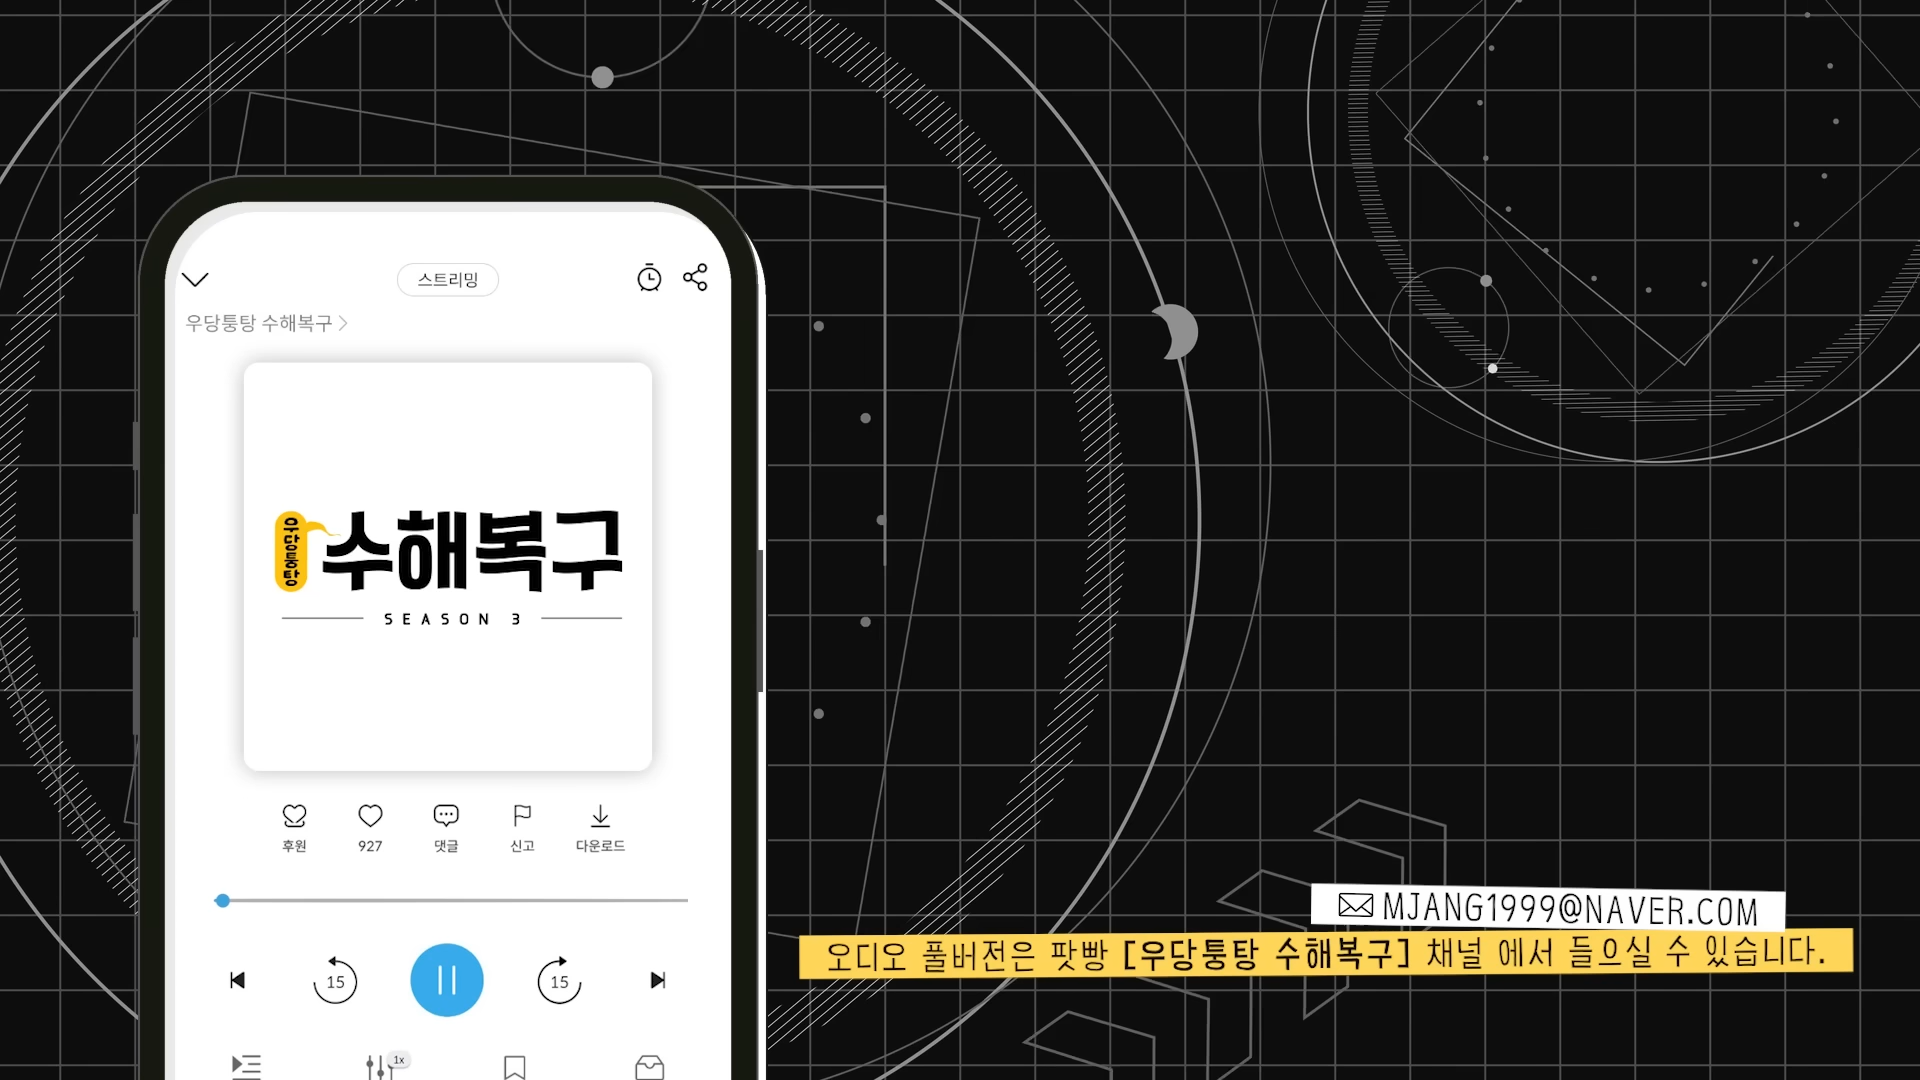 스트리밍
우당퉁탕 수해복구
우당퉁탕
수해복구
SEASON 3
후원
927
댓글
신고
다운로드
15
15
1x
MJANG1999@NAVER.COM
오디오 풀버전은 팟빵 [우당퉁탕 수해복구] 채널 에서 들으실 수 있습니다.